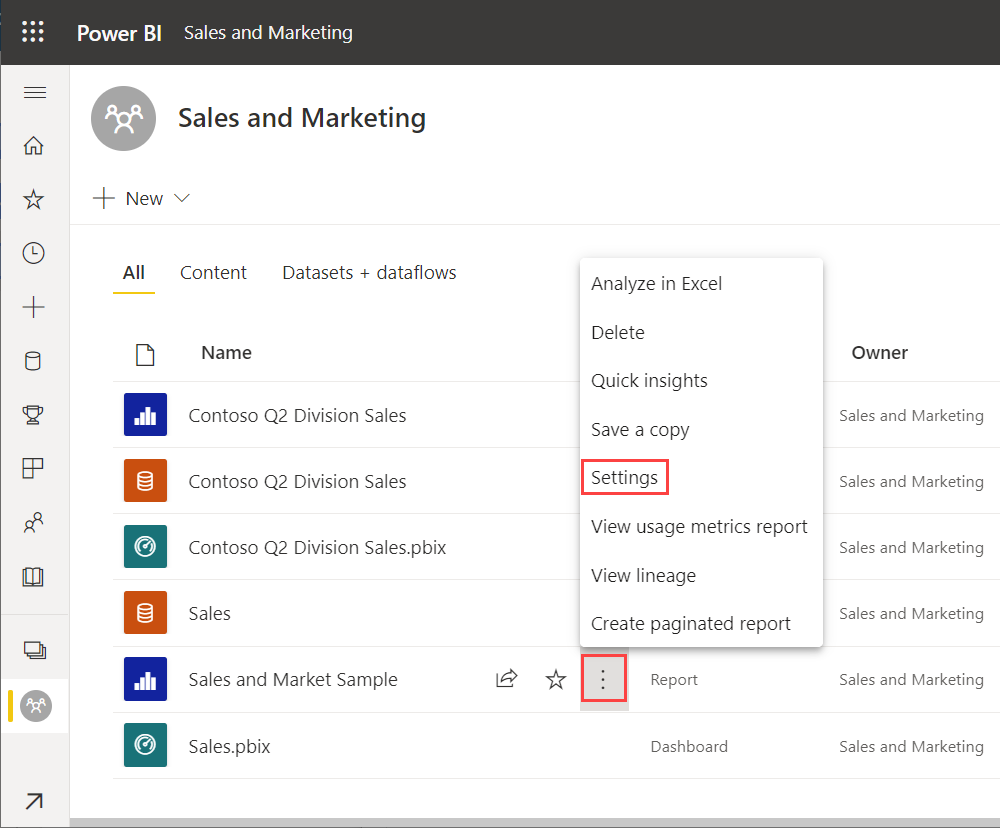 Power BI Sales and Marketing
Sales and Marketing
New
All Content Datasets + dataflows
Name Owner
Contoso Q2 Division Sales Sales and Marketing
Contoso Q2 Division Sales Sales and Marketing
Contoso Q2 Division Sales.pbix Sales and Marketing
Sales Sales and Marketing
Sales and Market Sample Report Sales and Marketing
Sales.pbix Dashboard Sales and Marketing
Analyze in Excel
Delete
Quick insights
Save a copy
Settings
View usage metrics report
View lineage
Create paginated report